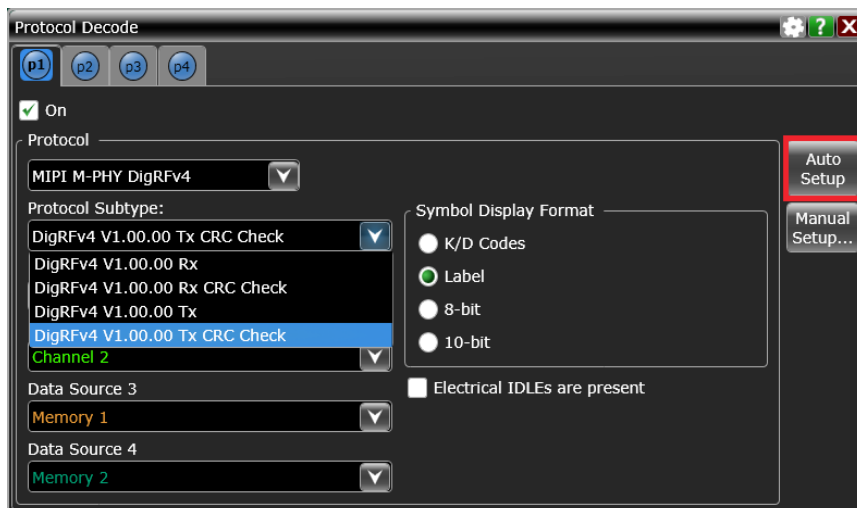 Protocol Decode
?
X
p1
p2
p3
p4
On
Protocol
MIPI M-PHY DigRFv4
Protocol Subtype:
DigRFv4 V1.00.00 Tx CRC Check
DigRFv4 V1.00.00 Rx
DigRFv4 V1.00.00 Rx CRC Check
DigRFv4 V1.00.00 Tx
DigRFv4 V1.00.00 Tx CRC Check
Channel 2
Data Source 3
Memory 1
Data Source 4
Memory 2
Symbol Display Format
K/D Codes
Label
8-bit
10-bit
Electrical IDLEs are present
Auto
Setup
Manual
Setup...